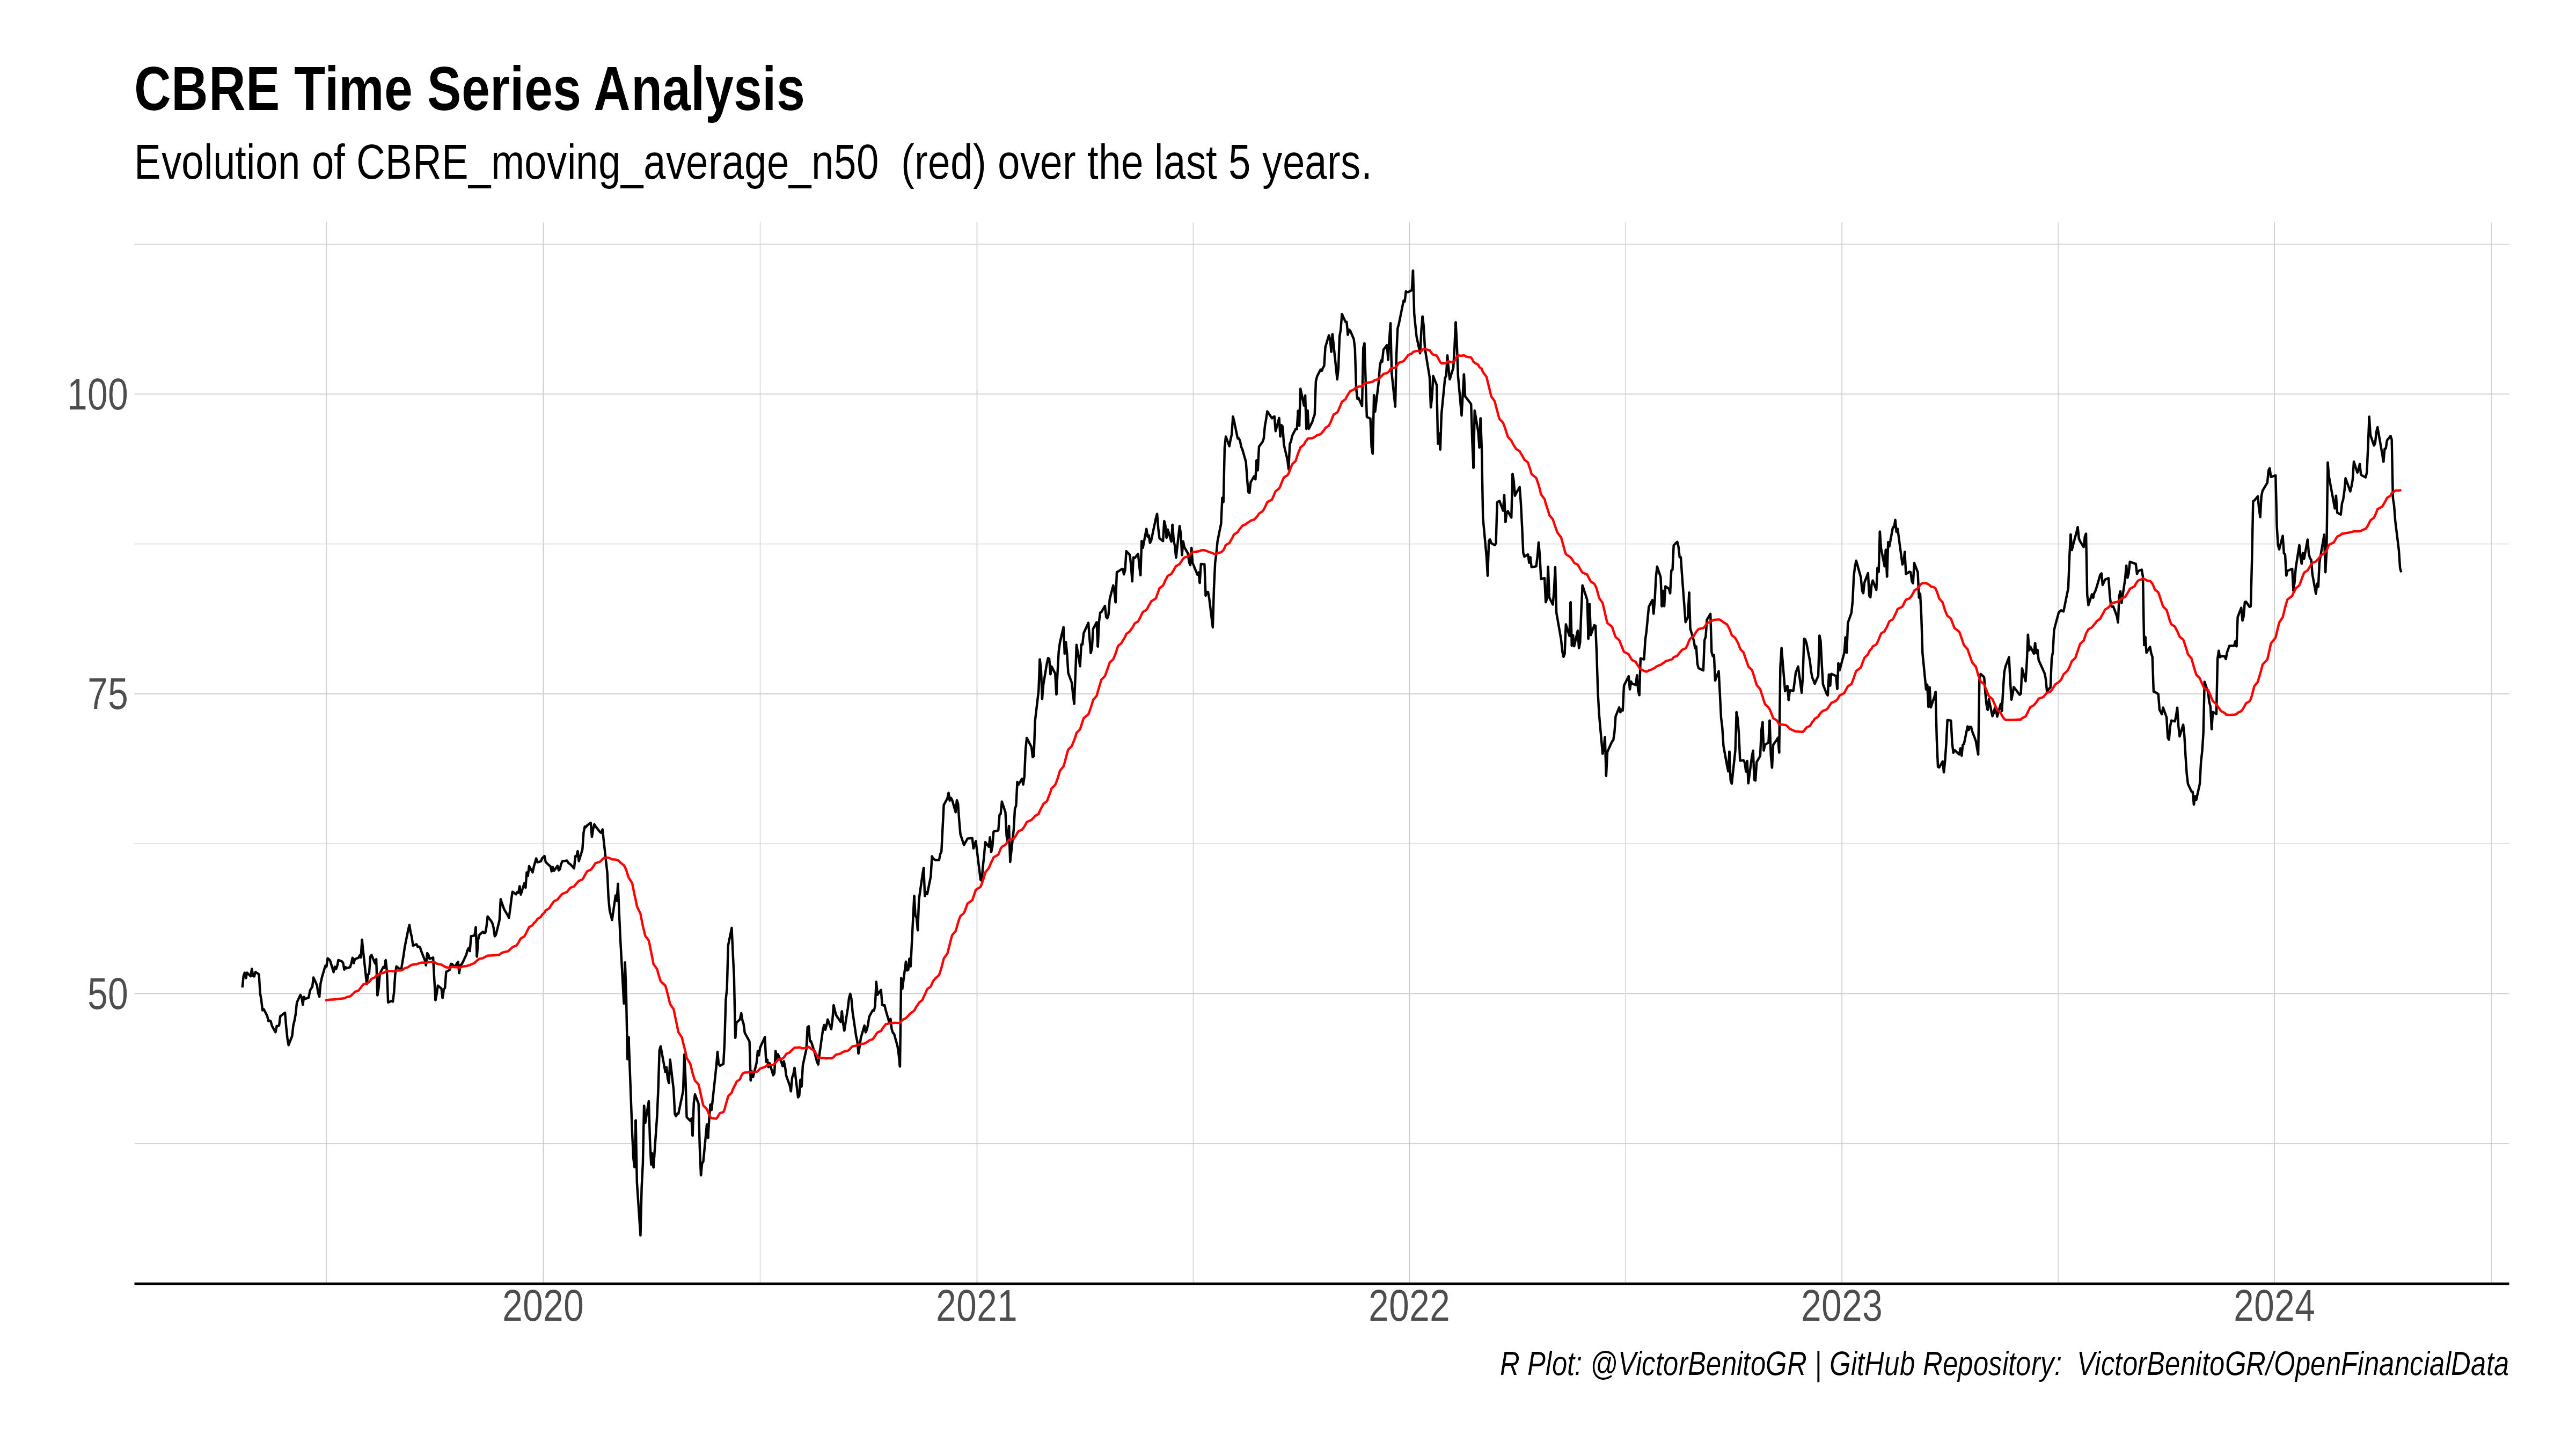 CBRE Time Series Analysis
Evolution of CBRE_moving_average_n50  (red) over the last 5 years.
100
75
50
2020 2021 2022 2023 2024
R Plot: @VictorBenitoGR | GitHub Repository:  VictorBenitoGR/OpenFinancialData